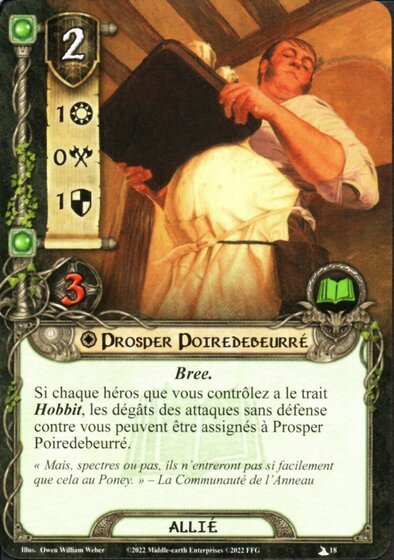 2
1
0
1
3
PROSPER POIREDEBEURRÉ
Bree.
Si chaque héros que vous contrôlez a le trait
Hobbit, les dégâts des attaques sans défense
contre vous peuvent être assignés à Prosper
Poiredebeurré.
« Mais, spectres ou pas, ils n'entreront pas si facilement
que cela au Poney. » – La Communauté de l'Anneau
ALLIÉ
Illus. Owen William Weber ©2022 Middle-earth Enterprises ©2022 FFG 18